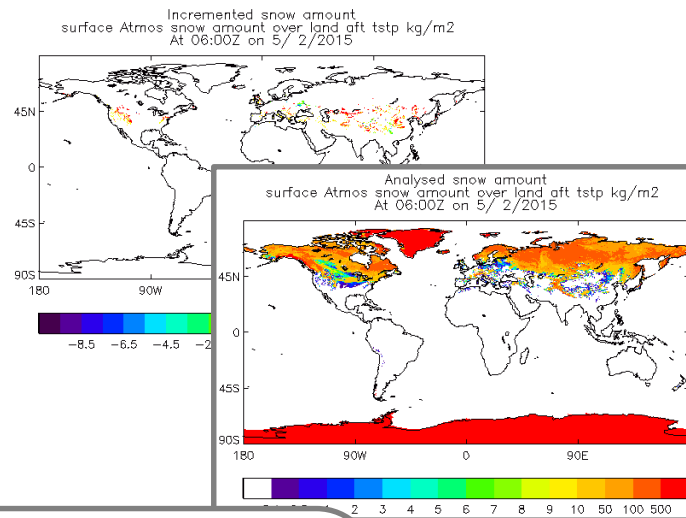 Incremented snow amount
surface Atmos snow amount over land aft tstp kg/m2
At 06:00Z on 5/ 2/2015
45N
0
45S
90S
180 90W
-8.5 -6.5 -4.5
Analysed snow amount
surface Atmos snow amount over land aft tstp kg/m2
At 06:00Z on 5/ 2/2015
45N
0
45S
90S
180 90W 0 90E
2 3 4 5 6 7 8 9 10 50 100 500